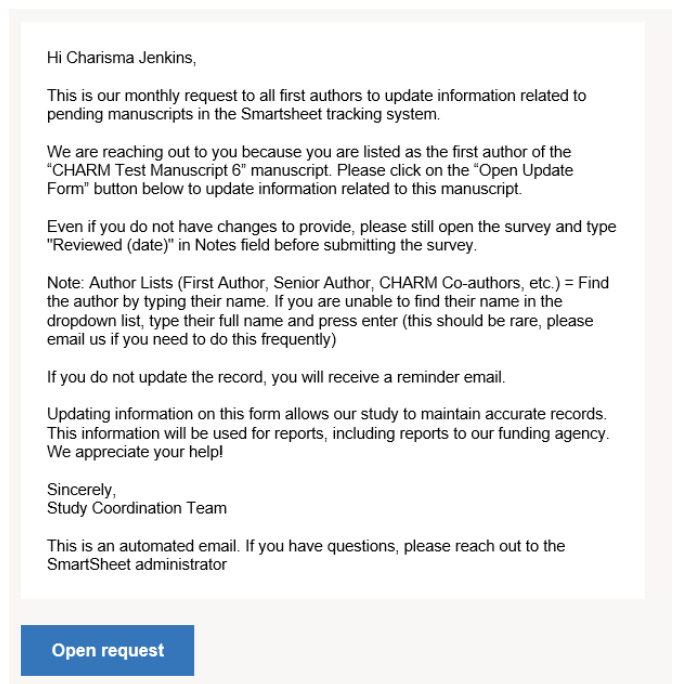 Hi Charisma Jenkins,
This is our monthly request to all first authors to update information related to
pending manuscripts in the Smartsheet tracking system.
We are reaching out to you because you are listed as the first author of the
“CHARM Test Manuscript 6” manuscript. Please click on the “Open Update
Form” button below to update information related to this manuscript.
Even if you do not have changes to provide, please still open the survey and type
"Reviewed (date)" in Notes field before submitting the survey.
Note: Author Lists (First Author, Senior Author, CHARM Co-authors, etc.) = Find
the author by typing their name. If you are unable to find their name in the
dropdown list, type their full name and press enter (this should be rare, please
email us if you need to do this frequently)
If you do not update the record, you will receive a reminder email.
Updating information on this form allows our study to maintain accurate records.
This information will be used for reports, including reports to our funding agency.
We appreciate your help!
Sincerely,
Study Coordination Team
This is an automated email. If you have questions, please reach out to the
SmartSheet administrator
Open request